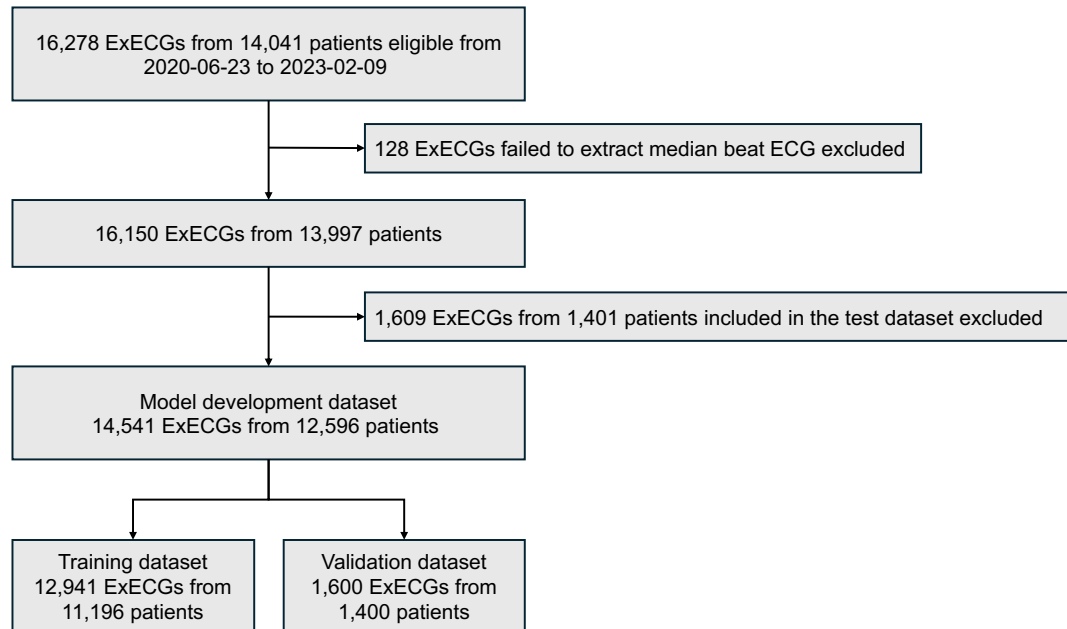 16,278 ExECGs from 14,041 patients eligible from
2020-06-23 to 2023-02-09
128 ExECGs failed to extract median beat ECG excluded
16,150 ExECGs from 13,997 patients
1,609 ExECGs from 1,401 patients included in the test dataset excluded
Model development dataset
14,541 ExECGs from 12,596 patients
Training dataset
12,941 ExECGs from
11,196 patients
Validation dataset
1,600 ExECGs from
1,400 patients